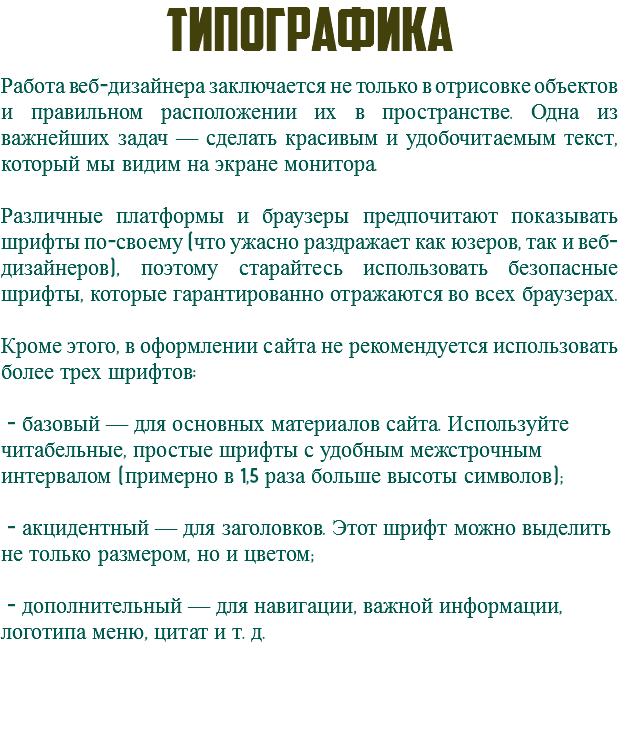 ТИПОГРАФИКА
Работа веб-дизайнера заключается не только в отрисовке объектов
и правильном расположении их в пространстве. Одна из
важнейших задач — сделать красивым и удобочитаемым текст,
который мы видим на экране монитора.
Различные платформы и браузеры предпочитают показывать
шрифты по-своему (что ужасно раздражает как юзеров, так и веб-
дизайнеров), поэтому старайтесь использовать безопасные
шрифты, которые гарантированно отражаются во всех браузерах.
Кроме этого, в оформлении сайта не рекомендуется использовать
более трех шрифтов:
- базовый — для основных материалов сайта. Используйте
читабельные, простые шрифты с удобным межстрочным
интервалом (примерно в 1,5 раза больше высоты символов);
- акцидентный — для заголовков. Этот шрифт можно выделить
не только размером, но и цветом;
- дополнительный — для навигации, важной информации,
логотипа меню, цитат и т. д.